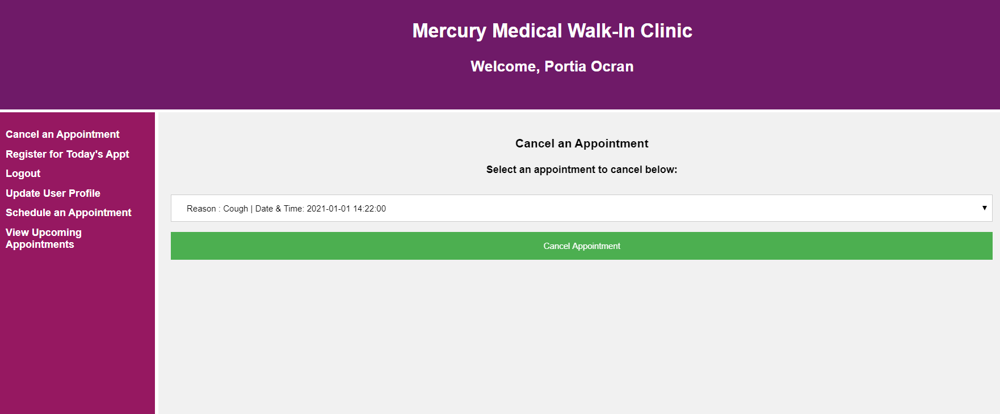 Mercury Medical Walk-In Clinic
Welcome, Portia Ocran
Cancel an Appointment
Register for Today's Appt
Logout
Update User Profile
Schedule an Appointment
View Upcoming
Appointments
Cancel an Appointment
Select an appointment to cancel below:
Reason : Cough | Date & Time: 2021-01-01 14:22:00
Cancel Appointment